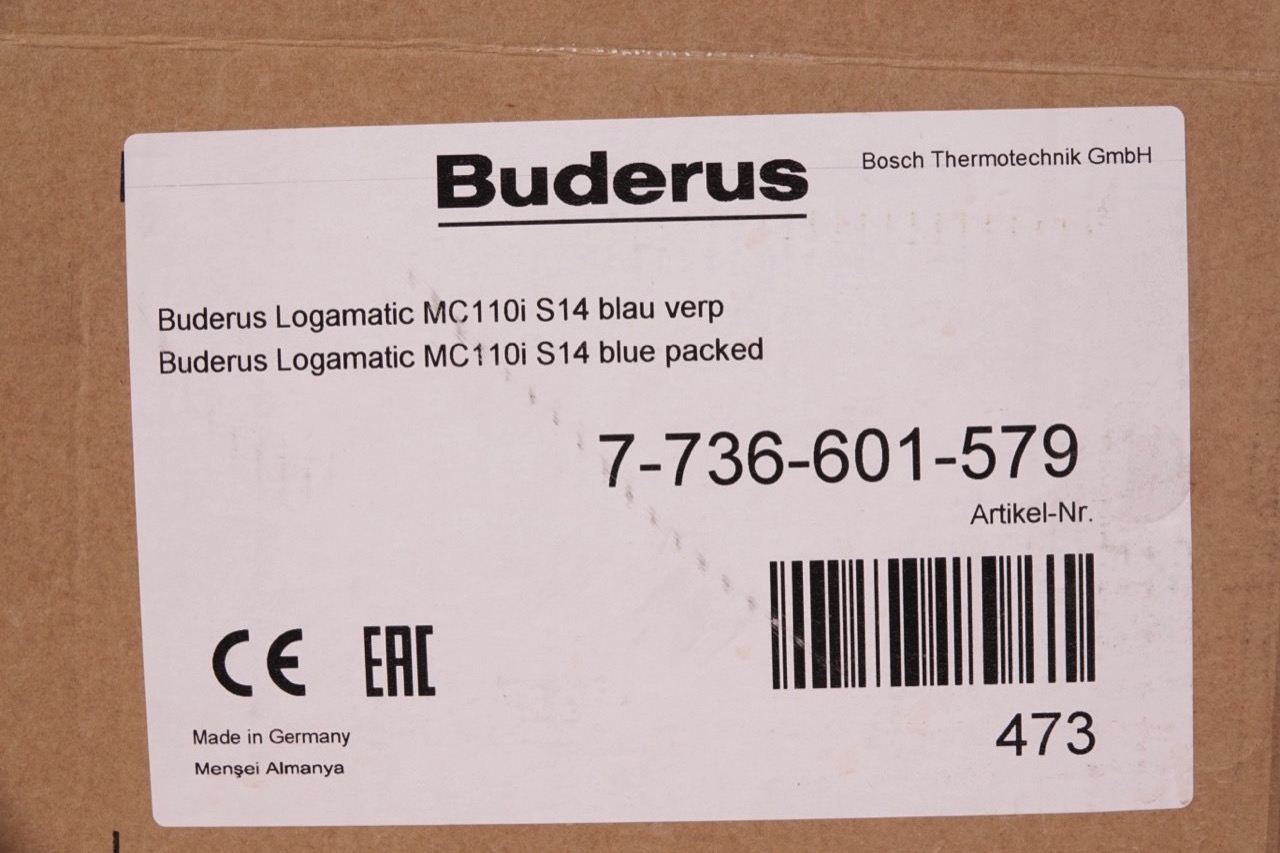 Buderus
Bosch Thermotechnik GmbH
Buderus Logamatic MC110i S14 blau verp
Buderus Logamatic MC110i S14 blue packed
7-736-601-579
Artikel-Nr.
CE EAC
473
Made in Germany
Menşei Almanya